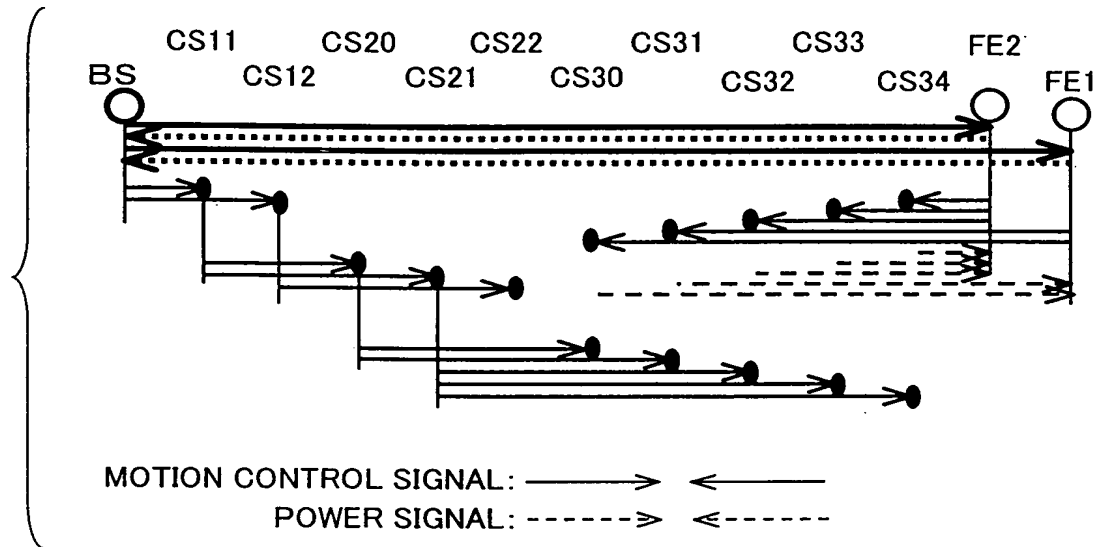 CS11 CS20 CS22 CS31 CS33 FE2
BS CS12 CS21 CS30 CS32 CS34 FE1
MOTION CONTROL SIGNAL:
POWER SIGNAL: